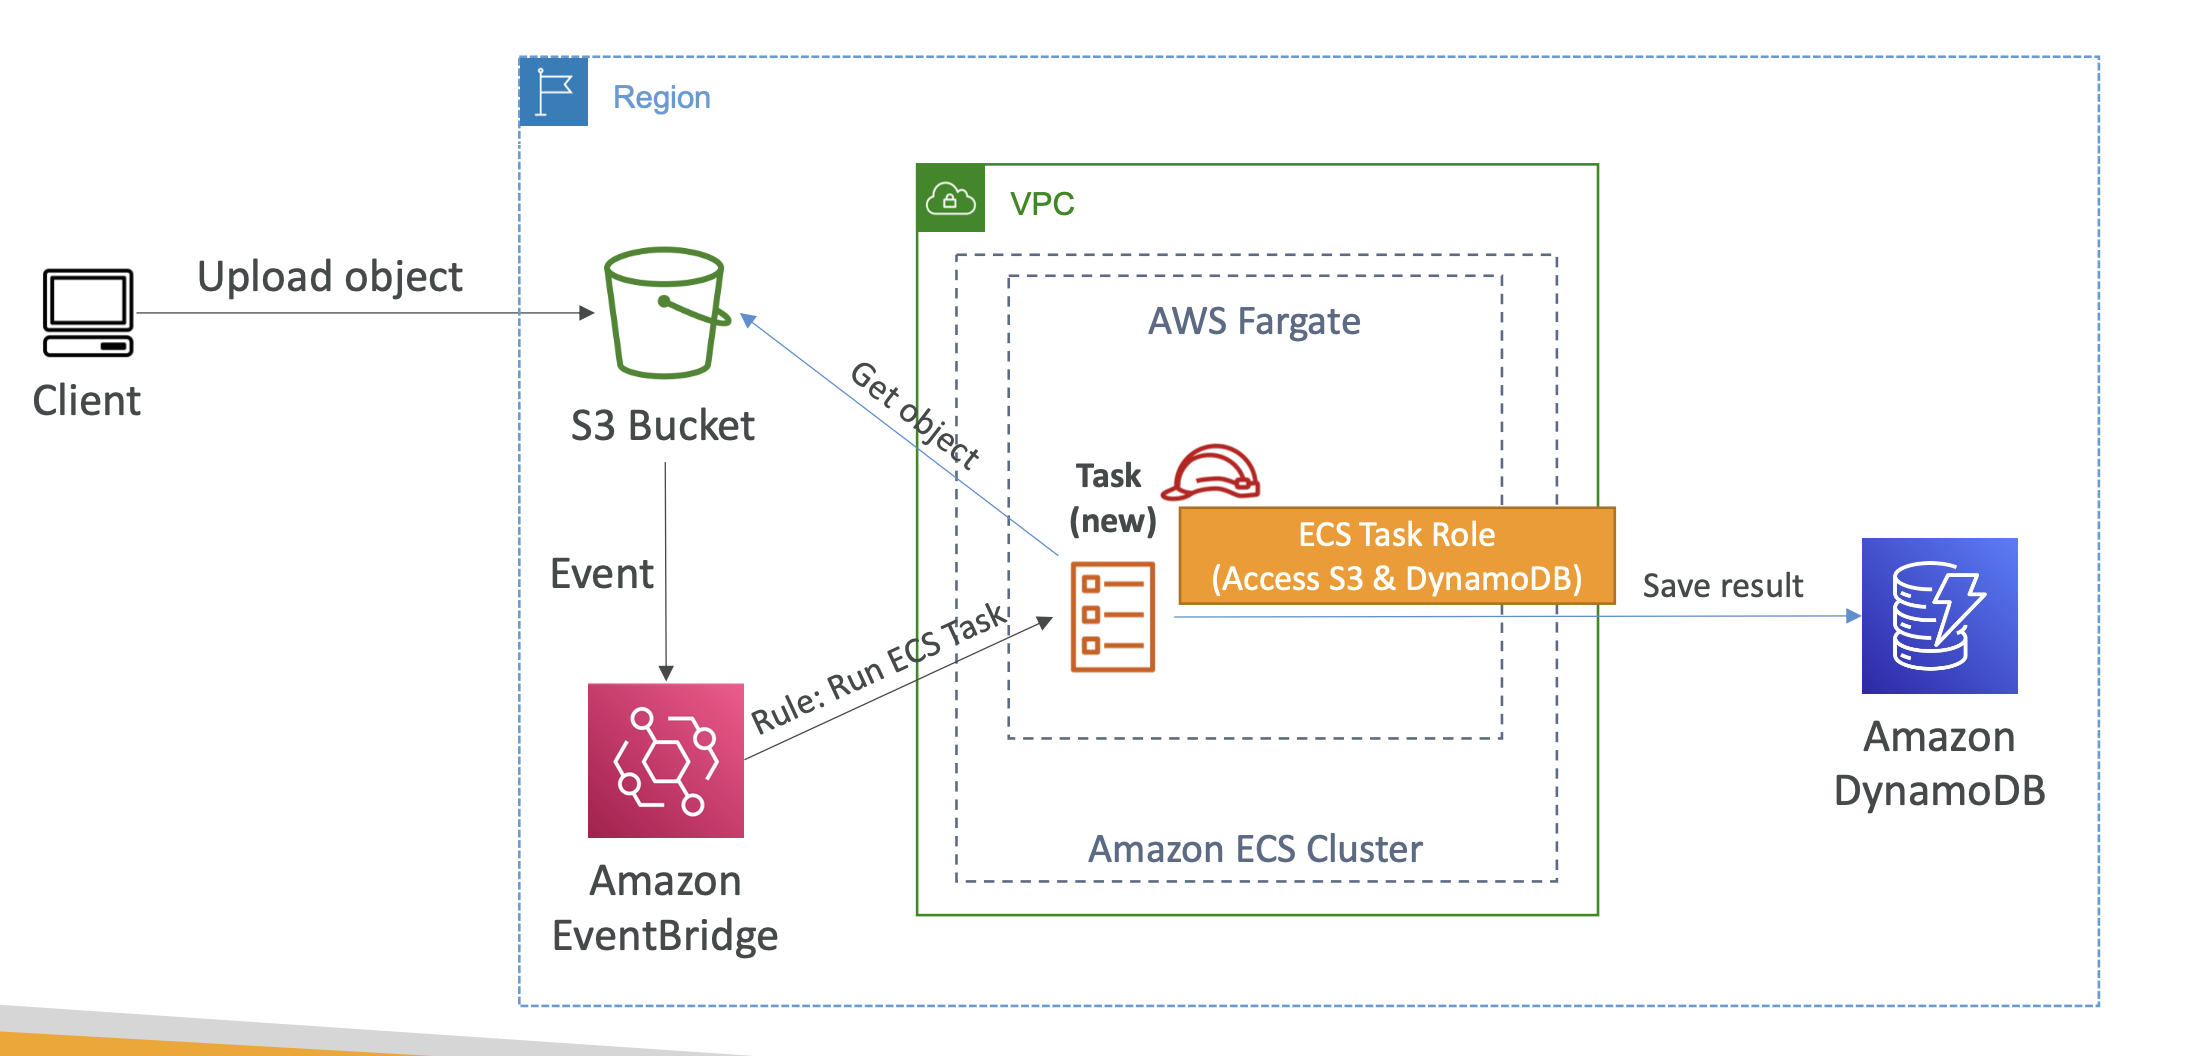 Region
VPC
Upload object
Client
S3 Bucket
AWS Fargate
Get object
Task
(new)
ECS Task Role
(Access S3 & DynamoDB)
Event
Save result
Rule: Run ECS Task
Amazon
DynamoDB
Amazon ECS Cluster
Amazon
EventBridge